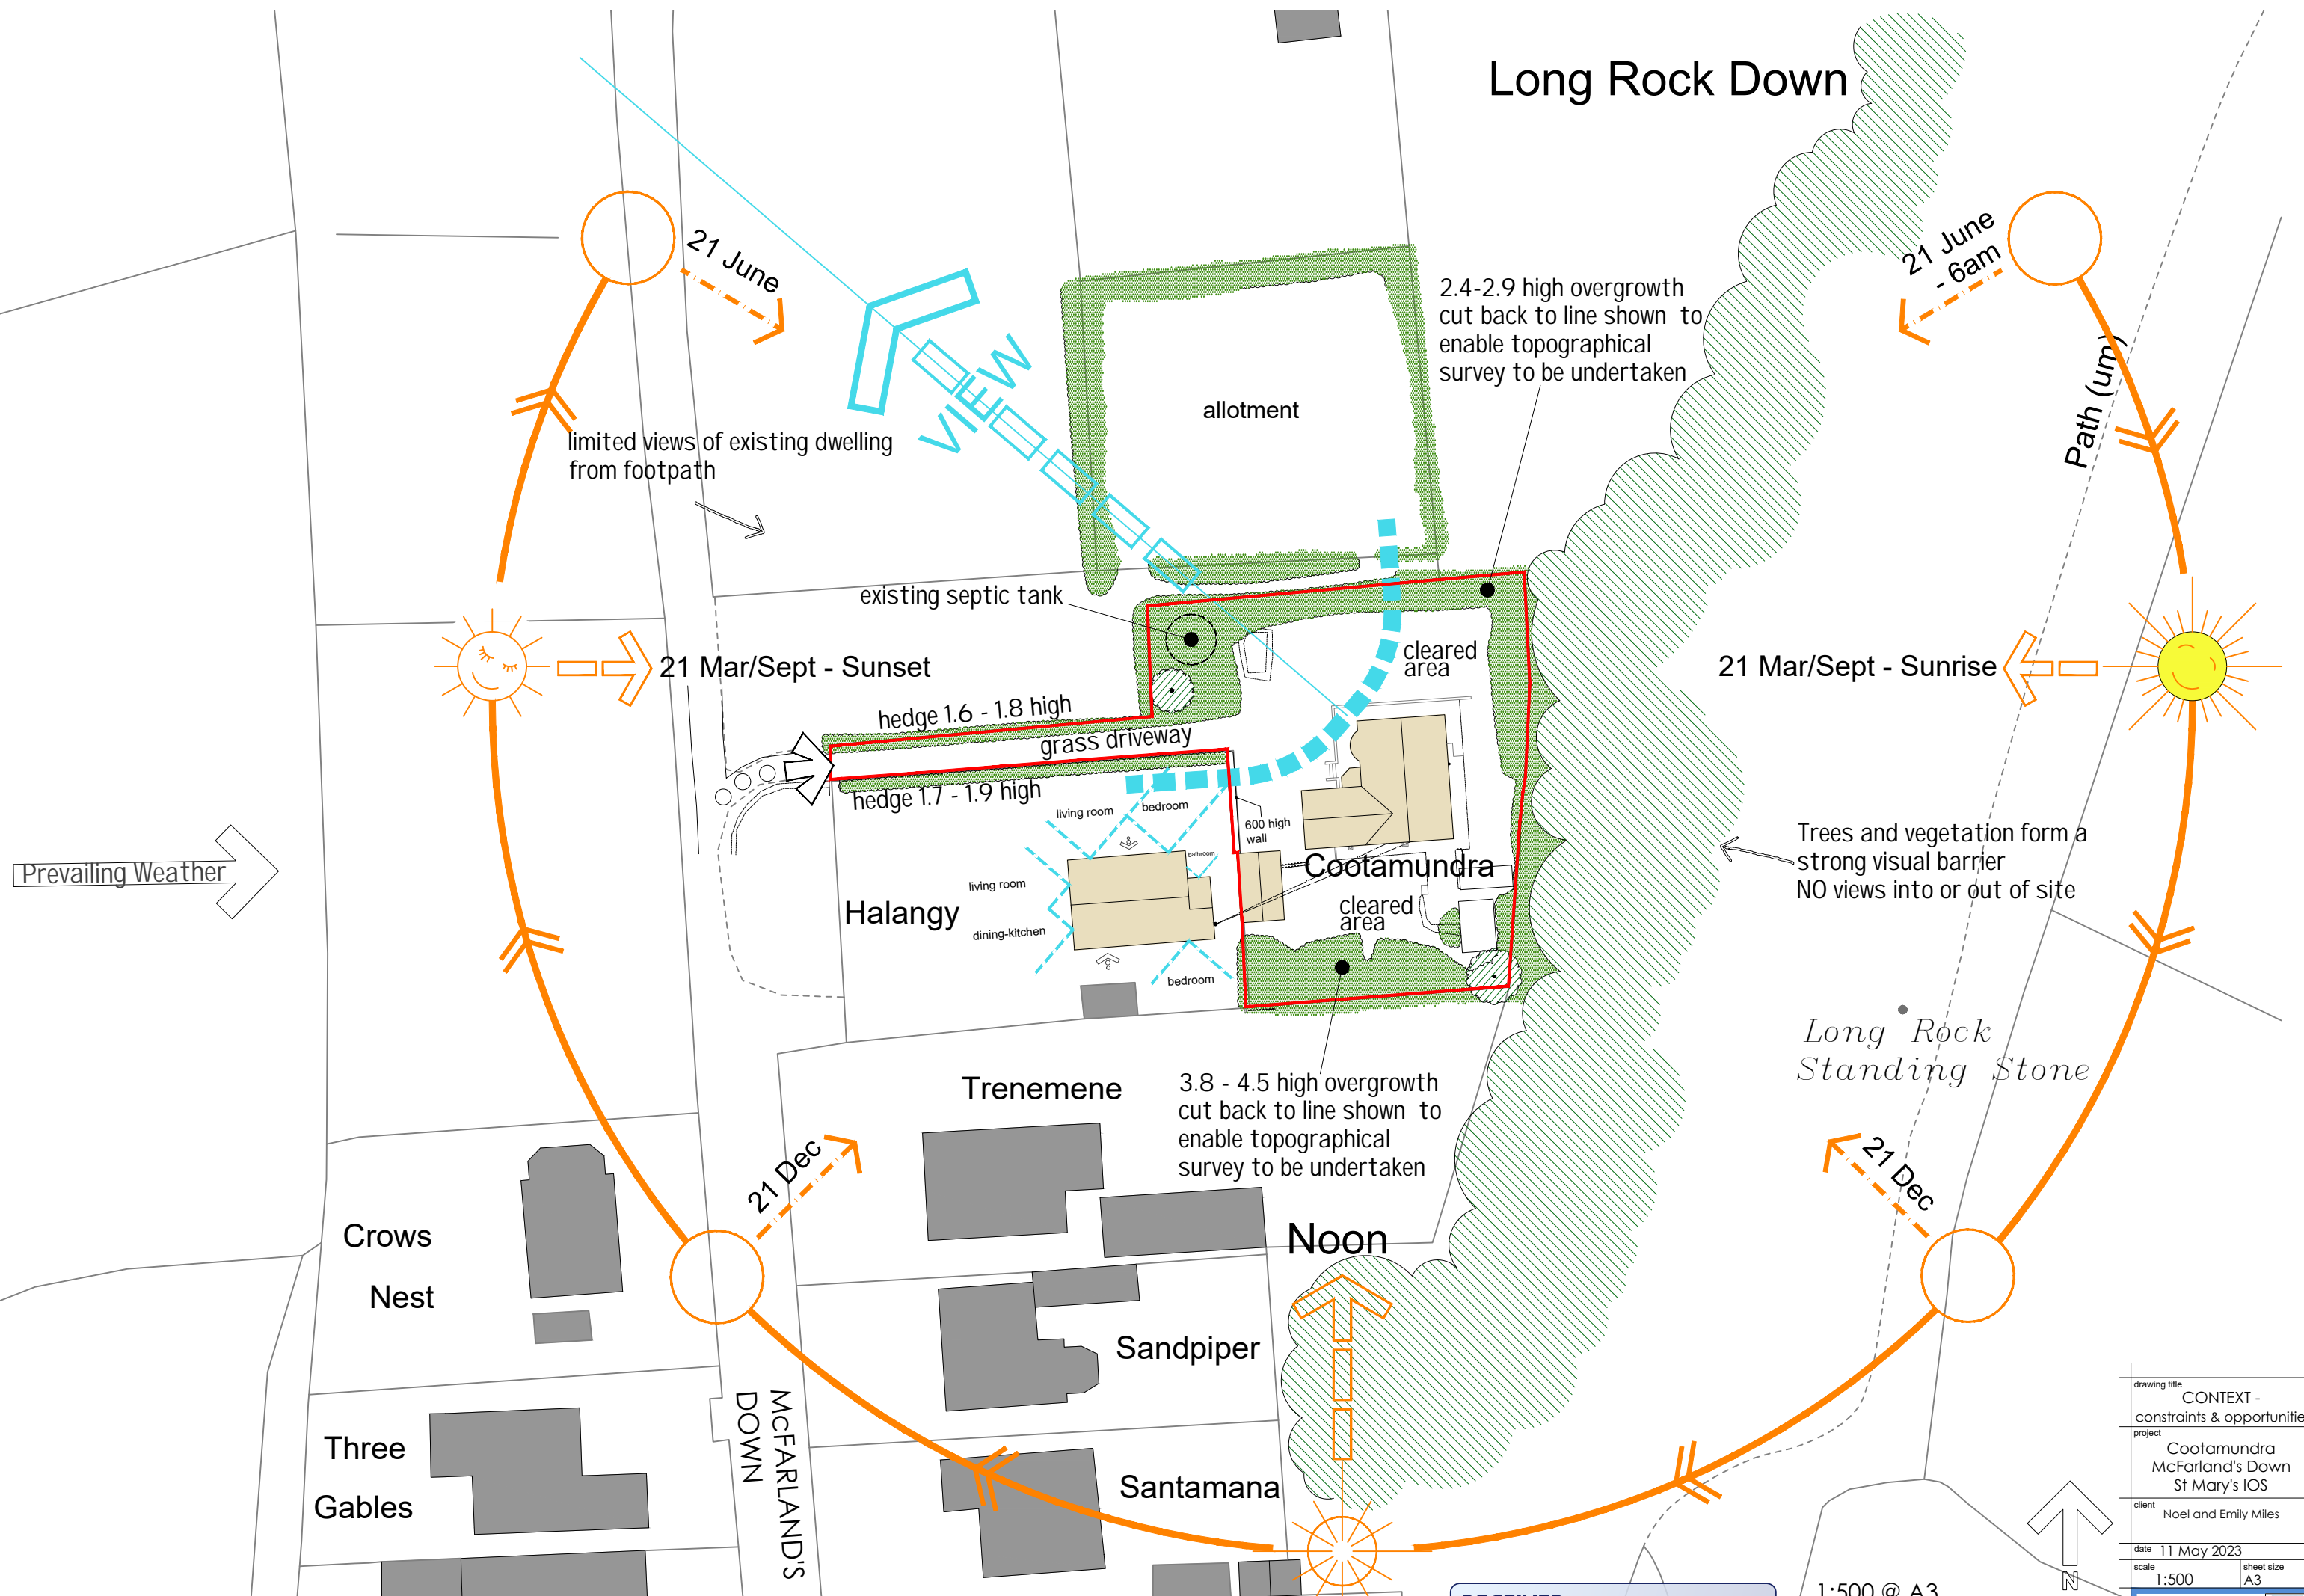 Long Rock Down
21 June
21 June
- 6am
2.4-2.9 high overgrowth
cut back to line shown to
enable topographical
survey to be undertaken
VIEW
allotment
Path (um)
limited views of existing dwelling
from footpath
existing septic tank
cleared
area
21 Mar/Sept - Sunset
21 Mar/Sept - Sunrise
hedge 1.6 - 1.8 high
grass driveway
hedge 1.7 - 1.9 high
living room
bedroom
600 high
wall
bathroom
Prevailing Weather
Trees and vegetation form a
strong visual barrier
NO views into or out of site
Cootamundra
living room
Halangy
cleared
area
dining-kitchen
bedroom
Long Rock
Standing Stone
Trenemene
3.8 - 4.5 high overgrowth
cut back to line shown to
enable topographical
survey to be undertaken
21 Dec
21 Dec
Crows
Nest
Noon
Sandpiper
McFARLAND'S
DOWN
Three
Gables
Santamana
drawing title
CONTEXT -
constraints & opportunitie
project
Cootamundra
McFarland's Down
St Mary's IOS
client
Noel and Emily Miles
date 11 May 2023
scale
1:500
sheet size
A3
N
1:500 @ A3